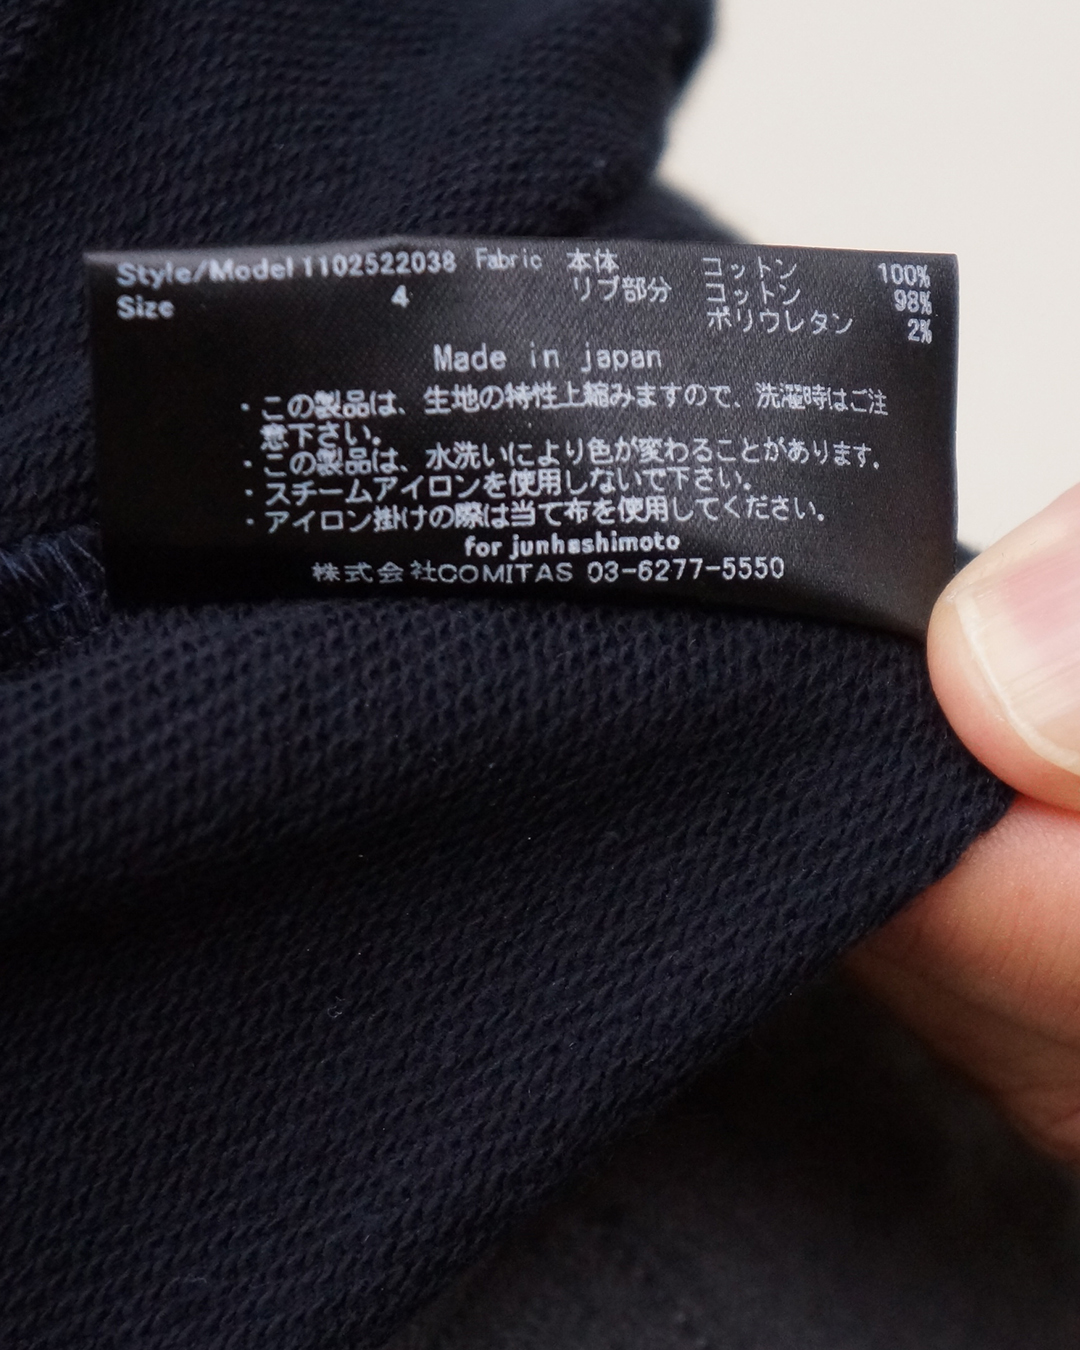 Style/Model 1102522038 Fabric 本体 コットン 100%
Size 4 リブ部分 コットン 98%
ポリウレタン 2%
Made in japan
・この製品は、生地の特性上縮みますので、洗濯時はご注
意下さい。
・この製品は、水洗いにより色が変わることがあります。
・スチームアイロンを使用しないで下さい。
・アイロン掛けの際は当て布を使用してください。
for junhashimoto
株式会社COMITAS 03-6277-5550